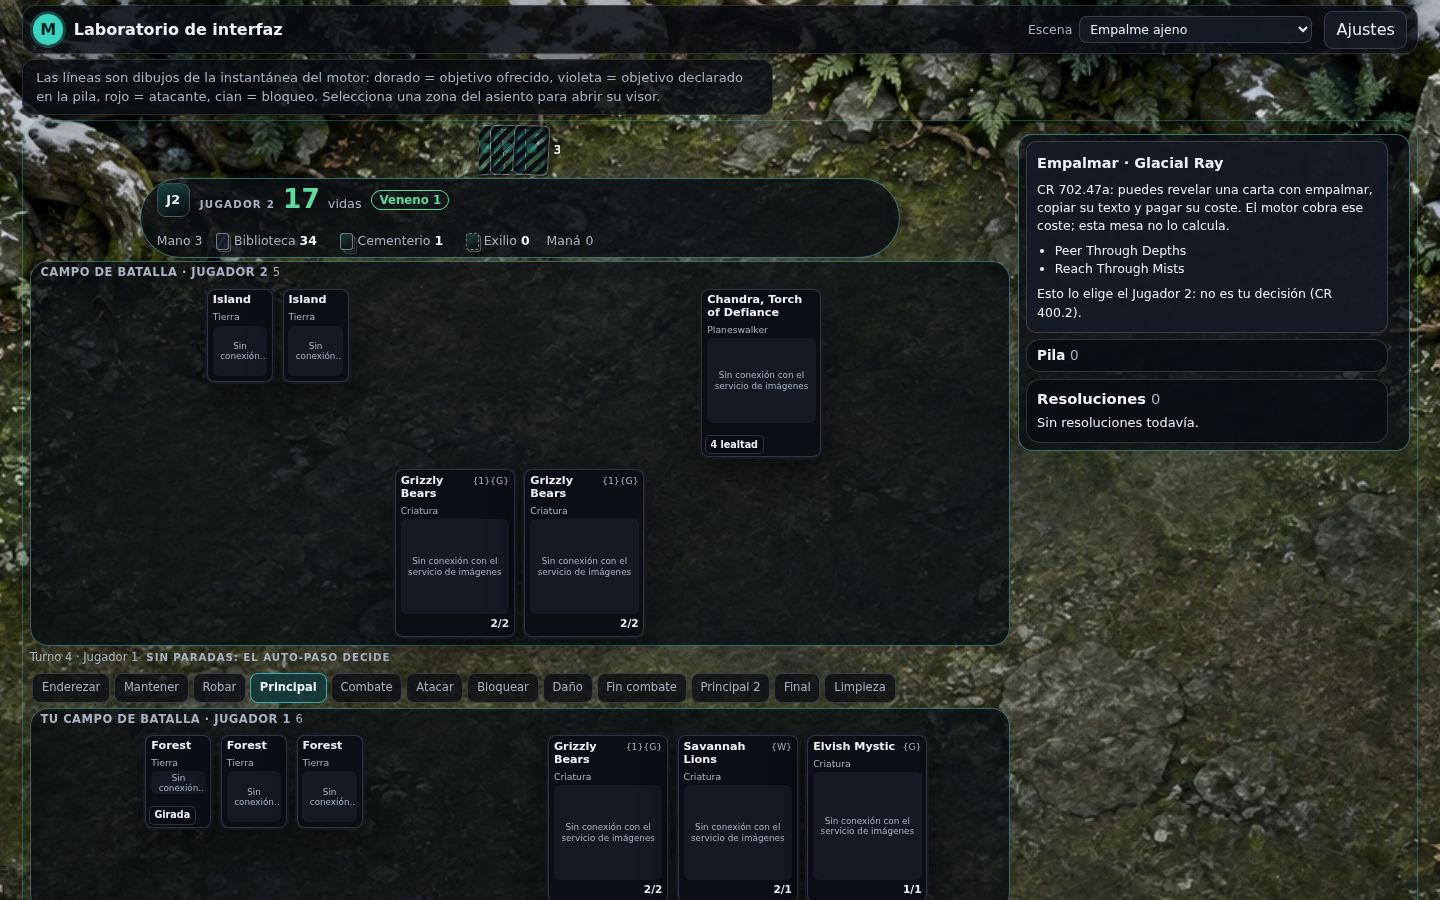 M Laboratorio de interfaz
Escena Empalme ajeno Ajustes
Las líneas son dibujos de la instantánea del motor: dorado = objetivo ofrecido, violeta = objetivo declarado
en la pila, rojo = atacante, cian = bloqueo. Selecciona una zona del asiento para abrir su visor.
3
J2 JUGADOR 2 17 vidas Veneno 1
Mano 3 Biblioteca 34 Cementerio 1 Exilio 0 Maná 0
CAMPO DE BATALLA · JUGADOR 2 5
Island
Tierra
Sin
conexión..
Island
Tierra
Sin
conexión..
Chandra, Torch
of Defiance
Planeswalker
Sin conexión con el
servicio de imágenes
4 lealtad
Grizzly {1}{G}
Bears
Criatura
Sin conexión con el
servicio de imágenes
2/2
Grizzly {1}{G}
Bears
Criatura
Sin conexión con el
servicio de imágenes
2/2
Turno 4 · Jugador 1 SIN PARADAS: EL AUTO-PASO DECIDE
Enderezar Mantener Robar Principal Combate Atacar Bloquear Daño Fin combate Principal 2 Final Limpieza
TU CAMPO DE BATALLA · JUGADOR 1 6
Forest
Tierra
Sin
conexión..
Girada
Forest
Tierra
Sin
conexión..
Forest
Tierra
Sin
conexión..
Grizzly {1}{G}
Bears
Criatura
Sin conexión con el
servicio de imágenes
2/2
Savannah {W}
Lions
Criatura
Sin conexión con el
servicio de imágenes
2/1
Elvish Mystic {G}
Criatura
Sin conexión con el
servicio de imágenes
1/1
Empalmar · Glacial Ray
CR 702.47a: puedes revelar una carta con empalmar,
copiar su texto y pagar su coste. El motor cobra ese
coste; esta mesa no lo calcula.
• Peer Through Depths
• Reach Through Mists
Esto lo elige el Jugador 2: no es tu decisión (CR
400.2).
Pila 0
Resoluciones 0
Sin resoluciones todavía.